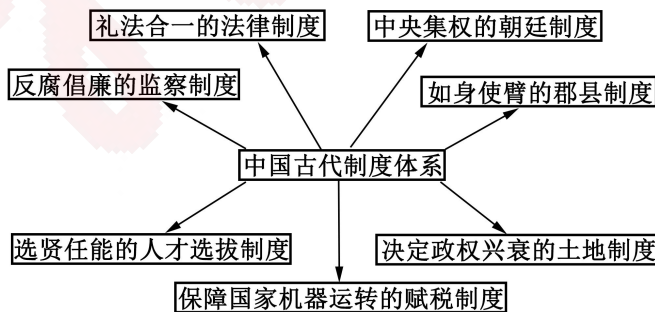 礼法合一的法律制度
中央集权的朝廷制度
反腐倡廉的监察制度
如身使臂的郡县制度
中国古代制度体系
选贤任能的人才选拔制度
决定政权兴衰的土地制度
保障国家机器运转的赋税制度